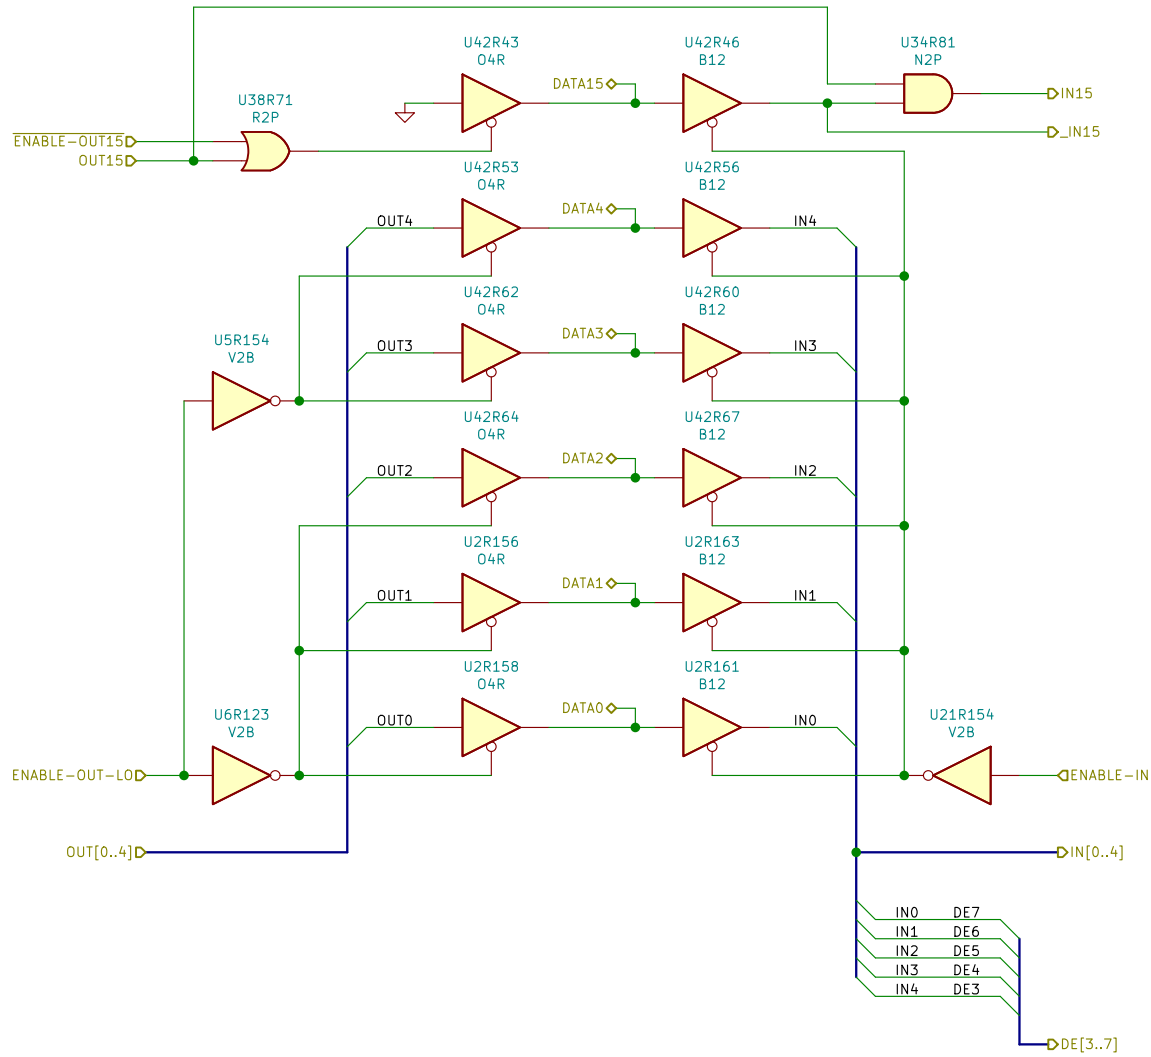 U42R43
O4R
U42R46
B12
U34R81
N2P
DATA15
IN15
U38R71
R2P
ENABLE-OUT15
OUT15
_IN15
U42R53
O4R
U42R56
B12
DATA4
OUT4
IN4
U42R62
O4R
U42R60
B12
DATA3
U5R154
V2B
OUT3
IN3
U42R64
O4R
U42R67
B12
DATA2
OUT2
IN2
U2R156
O4R
U2R163
B12
DATA1
OUT1
IN1
U2R158
O4R
U2R161
B12
DATA0
U6R123
V2B
OUT0
IN0
U21R154
V2B
ENABLE-OUT-LO
ENABLE-IN
OUT[0..4]
IN[0..4]
IN0 DE7
IN1 DE6
IN2 DE5
IN3 DE4
IN4 DE3
DE[3..7]